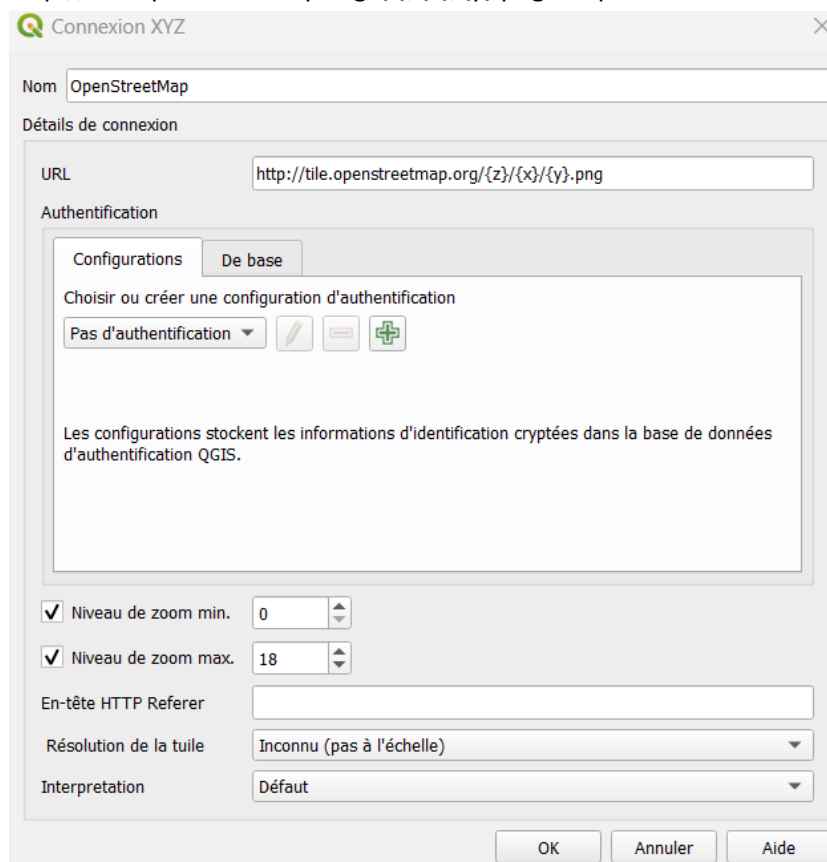 Connexion XYZ
Nom OpenStreetMap
Détails de connexion
URL http://tile.openstreetmap.org/{z}/{x}/{y}.png
Authentification
Configurations De base
Choisir ou créer une configuration d'authentification
Pas d'authentification
Les configurations stockent les informations d'identification cryptées dans la base de données
d'authentification QGIS.
Niveau de zoom min. 0
Niveau de zoom max. 18
En-tête HTTP Referer
Résolution de la tuile Inconnu (pas à l'échelle)
Interpretation Défaut
OK Annuler Aide